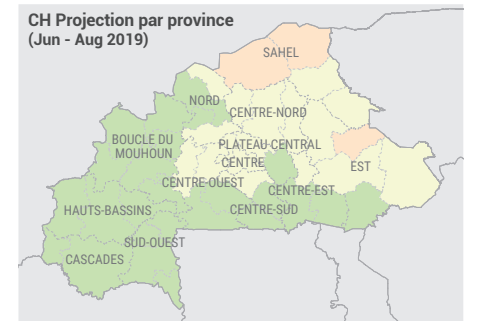 CH Projection par province
(Jun - Aug 2019)
SAHEL
NORD
CENTRE-NORD
BOUCLE DU
MOUHOUN
PLATEAU CENTRAL
CENTRE
EST
CENTRE-OUEST
CENTRE-EST
HAUTS-BASSINS
CENTRE-SUD
SUD-OUEST
CASCADES